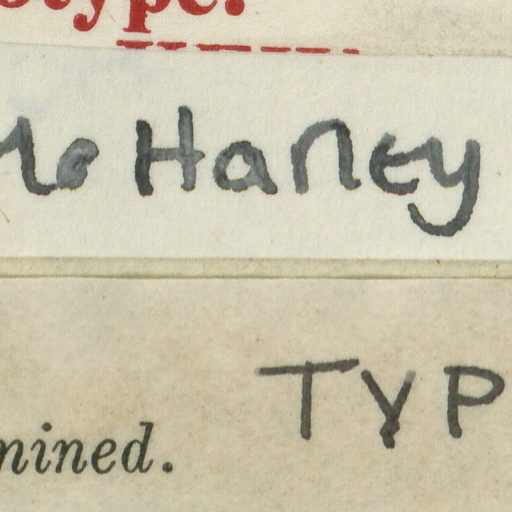 otype.
Mc Haney
TYP
mined.